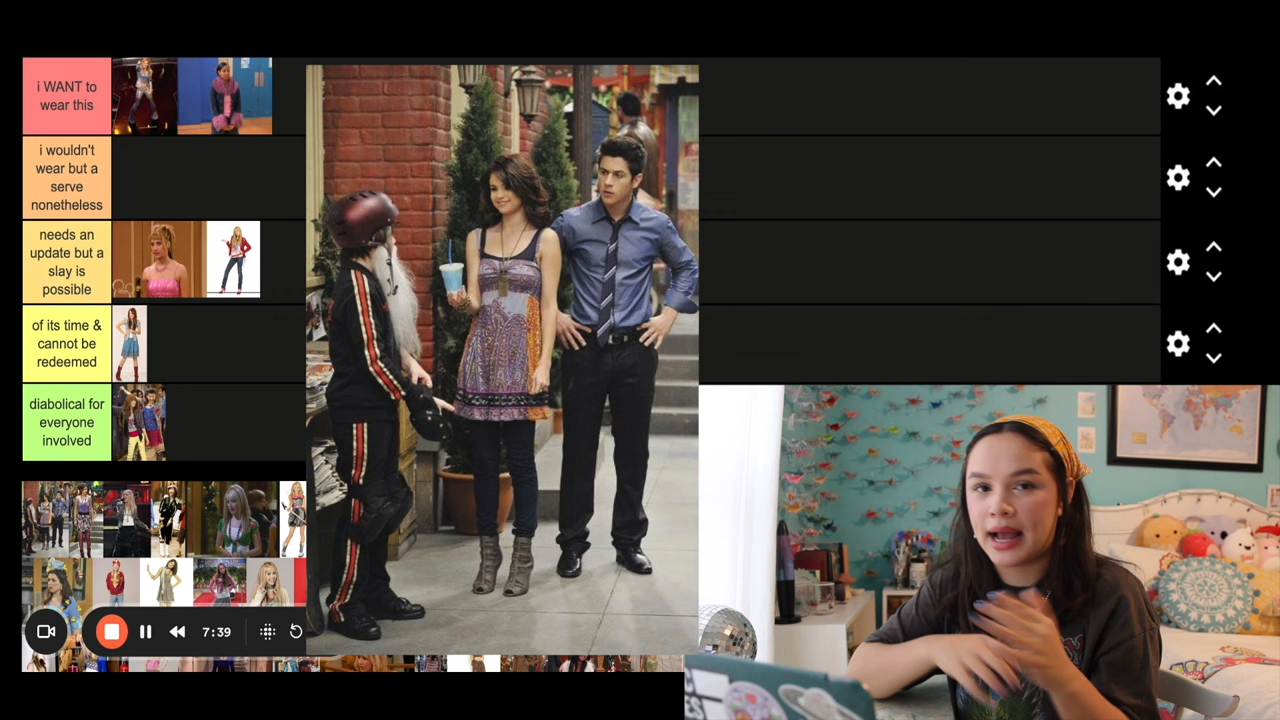 i WANT to
wear this
i wouldn't
wear but a
serve
nonetheless
needs an
update but a
slay is
possible
of its time &
cannot be
redeemed
diabolical for
everyone
involved
7:39